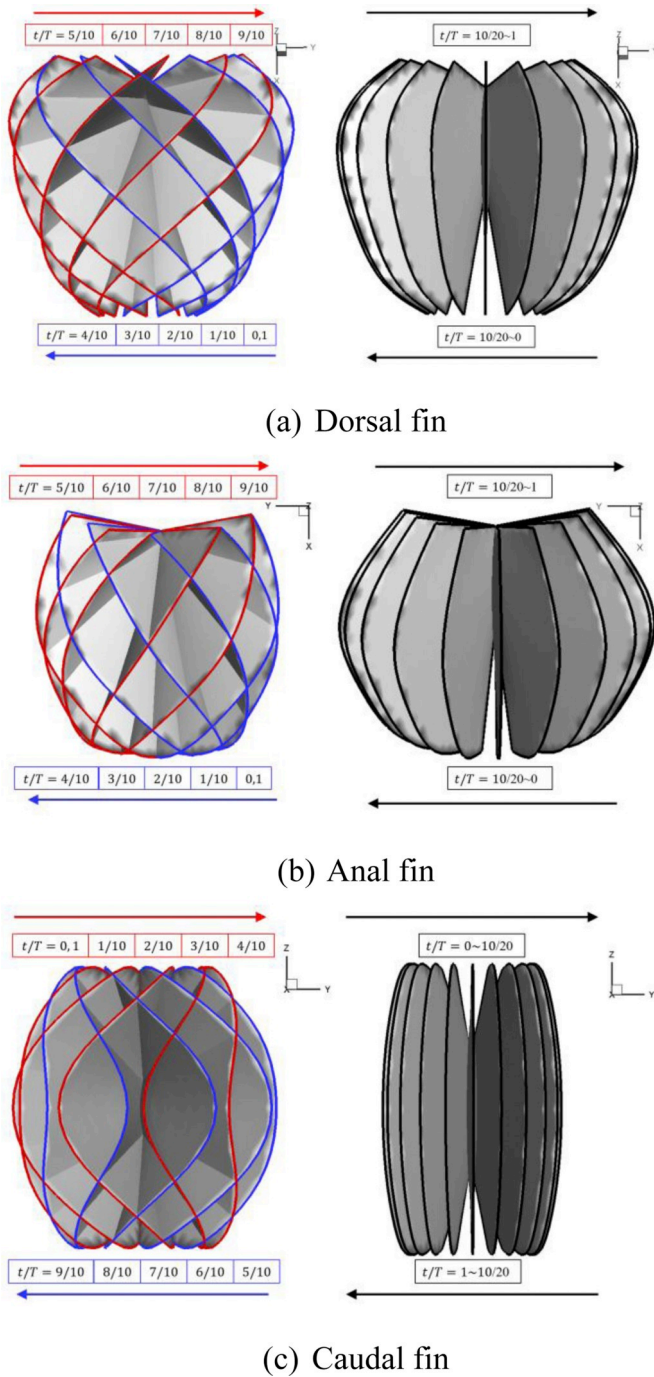 t/T = 5/10 6/10 7/10 8/10 9/10
t/T = 10/20~1
Z
Y
X
Z
Y
X
t/T = 4/10 3/10 2/10 1/10 0,1
t/T = 10/20~0
(a) Dorsal fin
t/T = 5/10 6/10 7/10 8/10 9/10
t/T = 10/20~1
Y Z
X
Y Z
X
t/T = 4/10 3/10 2/10 1/10 0,1
t/T = 10/20~0
(b) Anal fin
t/T = 0,1 1/10 2/10 3/10 4/10
t/T = 0~10/20
Z
X Y
Z
X Y
t/T = 9/10 8/10 7/10 6/10 5/10
t/T = 1~10/20
(c) Caudal fin